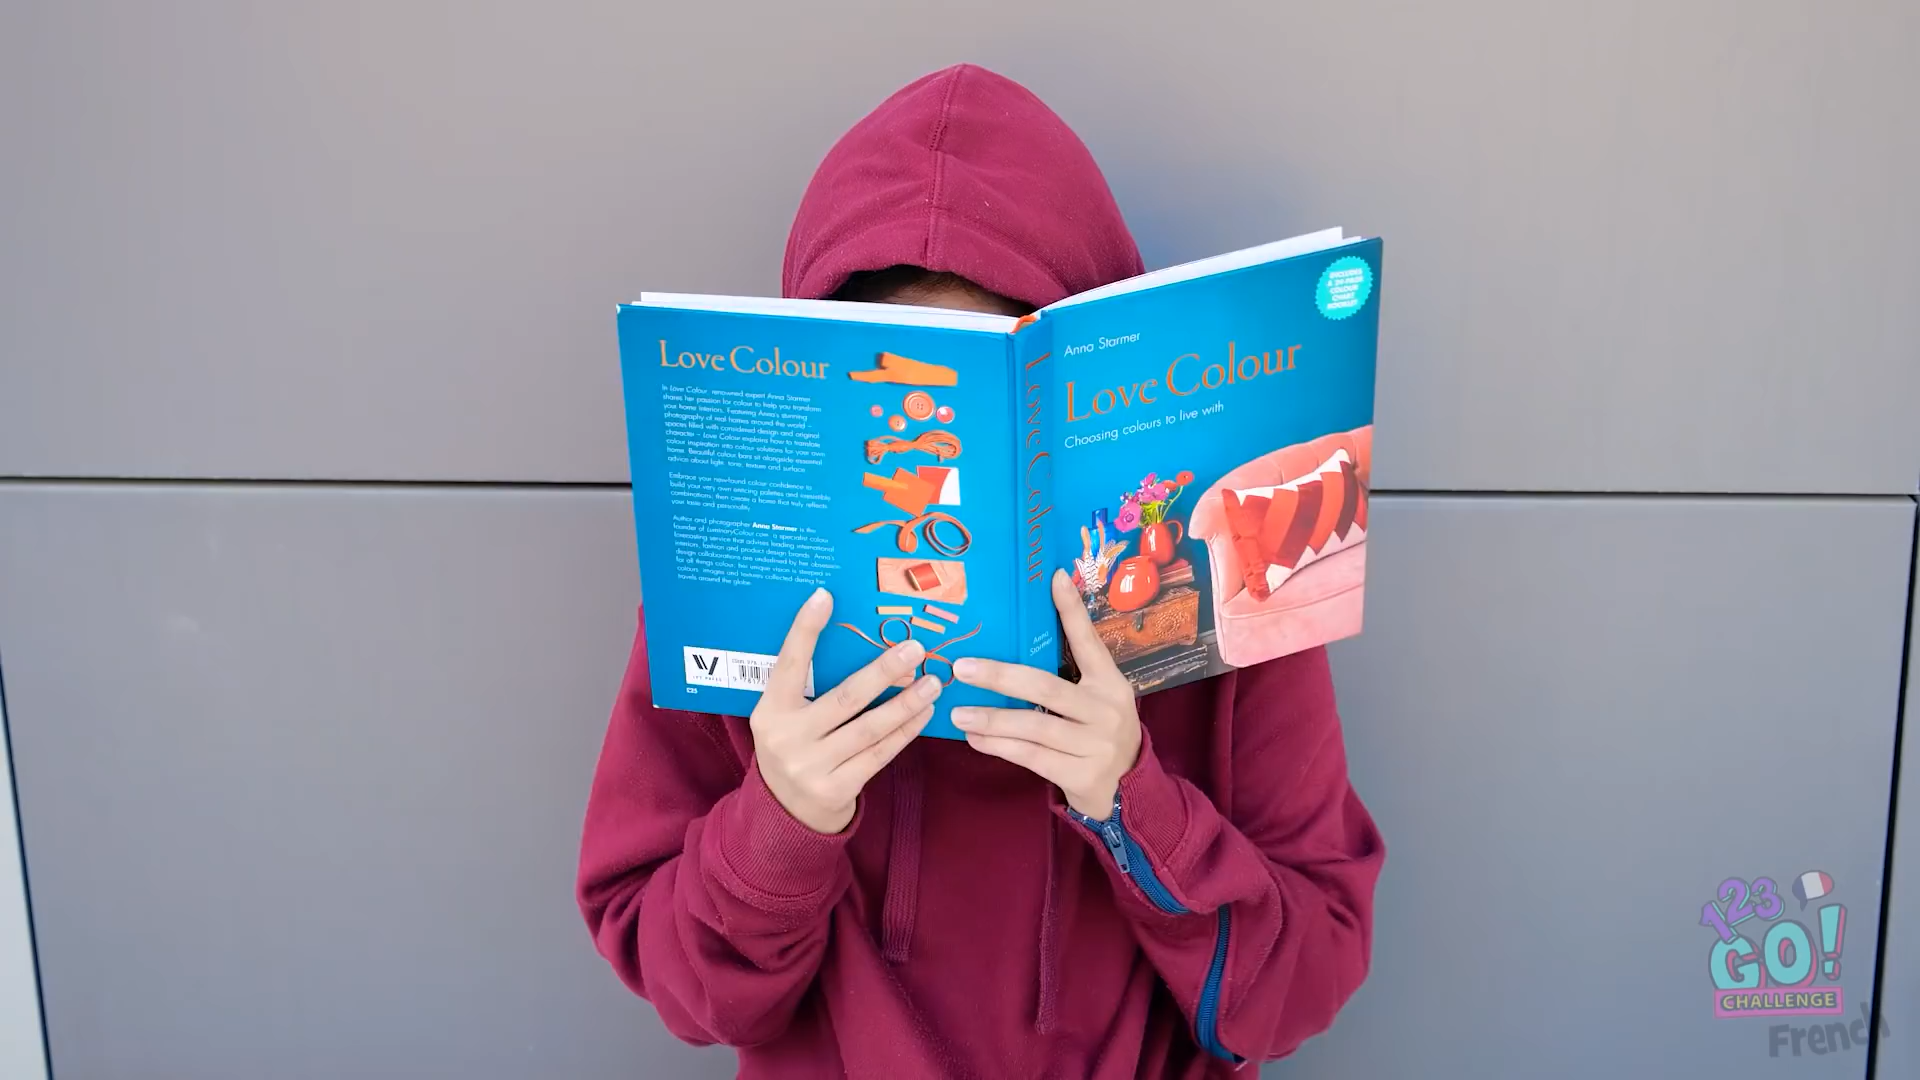 Love Colour
In Love Colour, renowned expert Anna Starmer
shares her passion for colour to help you transform
your home interiors. Featuring Anna's stunning
photography of real homes around the world –
spaces filled with considered design and original
character – Love Colour explains how to translate
colour inspiration into colour solutions for your own
home. Beautiful colour bars sit alongside essential
advice about light, tone, texture and surface.
Embrace your newfound colour confidence to
build your very own enticing palettes and irresistible
combinations, then create a home that truly reflects
your taste and personality.
Author and photographer Anna Starmer is the
founder of LuminaryColour.com, a specialist colour
forecasting service that advises leading international
interiors, fashion and product design brands. Anna's
design collaborations are underlined by her obsession
for all things colour; her unique vision is steeped in
colours, images and textures collected during her
travels around the globe.
IVY PRESS
£25
Love Colour
Anna
Starmer
INCLUDES
COLOUR
CHART
BOOKLET
Anna Starmer
Love Colour
Choosing colours to live with
123
GO!
CHALLENGE
French